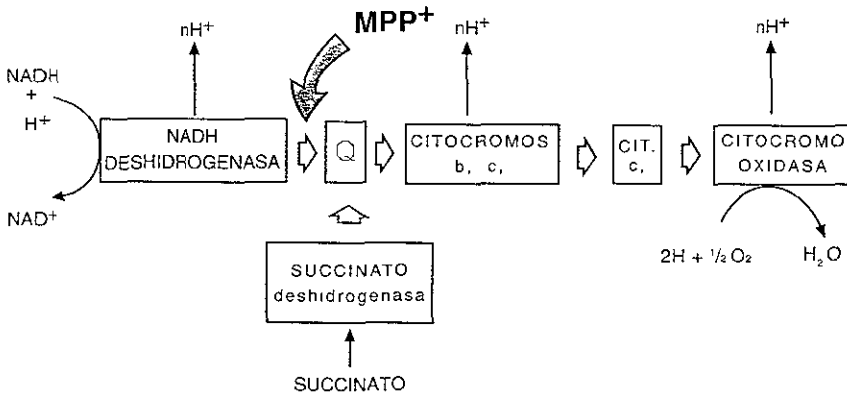 nH⁺
MPP⁺
nH⁺
nH⁺
NADH
+
H⁺
NADH
DESHIDROGENASA
Q
CITOCROMOS
b, c,
CIT.
c,
CITOCROMO
OXIDASA
NAD⁺
2H + ½ O₂
H₂O
SUCCINATO
deshidrogenasa
SUCCINATO